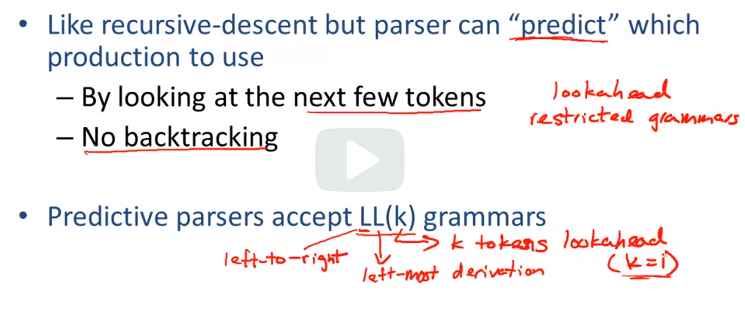 • Like recursive-descent but parser can “predict” which
production to use
– By looking at the next few tokens
– No backtracking
lookahead
restricted grammars
• Predictive parsers accept LL(k) grammars
left-to-right
left-most derivation
k tokens lookahead
(k=1)